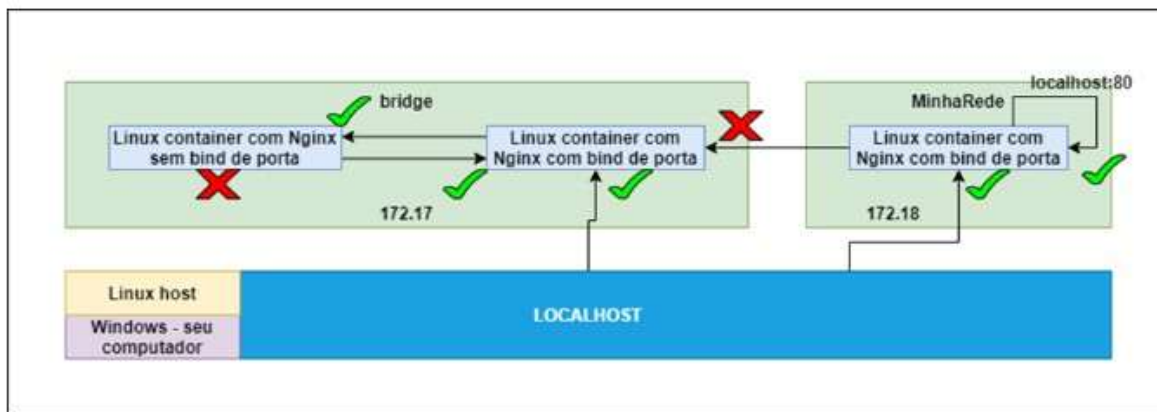 localhost:80
bridge
MinhaRede
Linux container com Nginx
sem bind de porta
Linux container com
Nginx com bind de porta
Linux container com
Nginx com bind de porta
172.17
172.18
Linux host
LOCALHOST
Windows - seu
computador